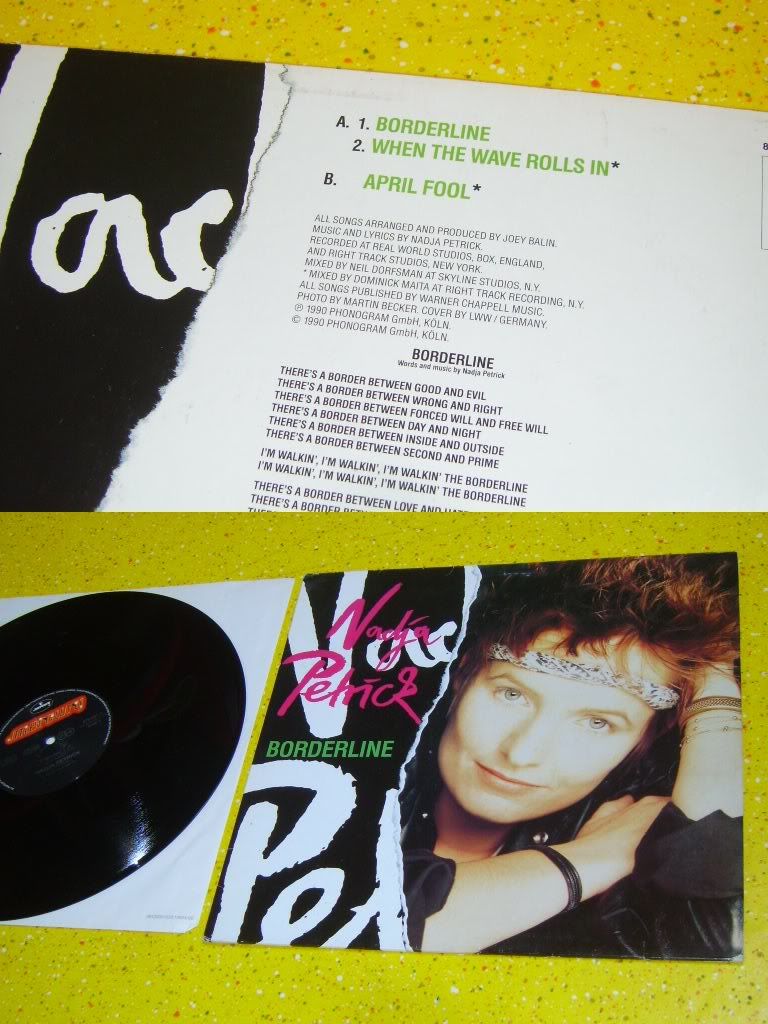 A. 1. BORDERLINE
2. WHEN THE WAVE ROLLS IN*
B. APRIL FOOL*
ALL SONGS ARRANGED AND PRODUCED BY JOEY BALIN.
MUSIC AND LYRICS BY NADJA PETRICK.
RECORDED AT REAL WORLD STUDIOS, BOX, ENGLAND,
AND RIGHT TRACK STUDIOS, NEW YORK.
MIXED BY NEIL DORFSMAN AT SKYLINE STUDIOS, N.Y.
* MIXED BY DOMINICK MAITA AT RIGHT TRACK RECORDING, N.Y.
ALL SONGS PUBLISHED BY WARNER CHAPPELL MUSIC.
PHOTO BY MARTIN BECKER. COVER BY LWW / GERMANY.
℗ 1990 PHONOGRAM GmbH, KÖLN.
© 1990 PHONOGRAM GmbH, KÖLN.
BORDERLINE
Words and music by Nadja Petrick
THERE'S A BORDER BETWEEN GOOD AND EVIL
THERE'S A BORDER BETWEEN WRONG AND RIGHT
THERE'S A BORDER BETWEEN FORCED WILL AND FREE WILL
THERE'S A BORDER BETWEEN DAY AND NIGHT
THERE'S A BORDER BETWEEN INSIDE AND OUTSIDE
THERE'S A BORDER BETWEEN SECOND AND PRIME
I'M WALKIN', I'M WALKIN', I'M WALKIN' THE BORDERLINE
I'M WALKIN', I'M WALKIN', I'M WALKIN' THE BORDERLINE
THERE'S A BORDER BETWEEN LOVE AND HATE
THERE'S A BORDER BETWEEN
Nadja
Petrick
BORDERLINE
Pe